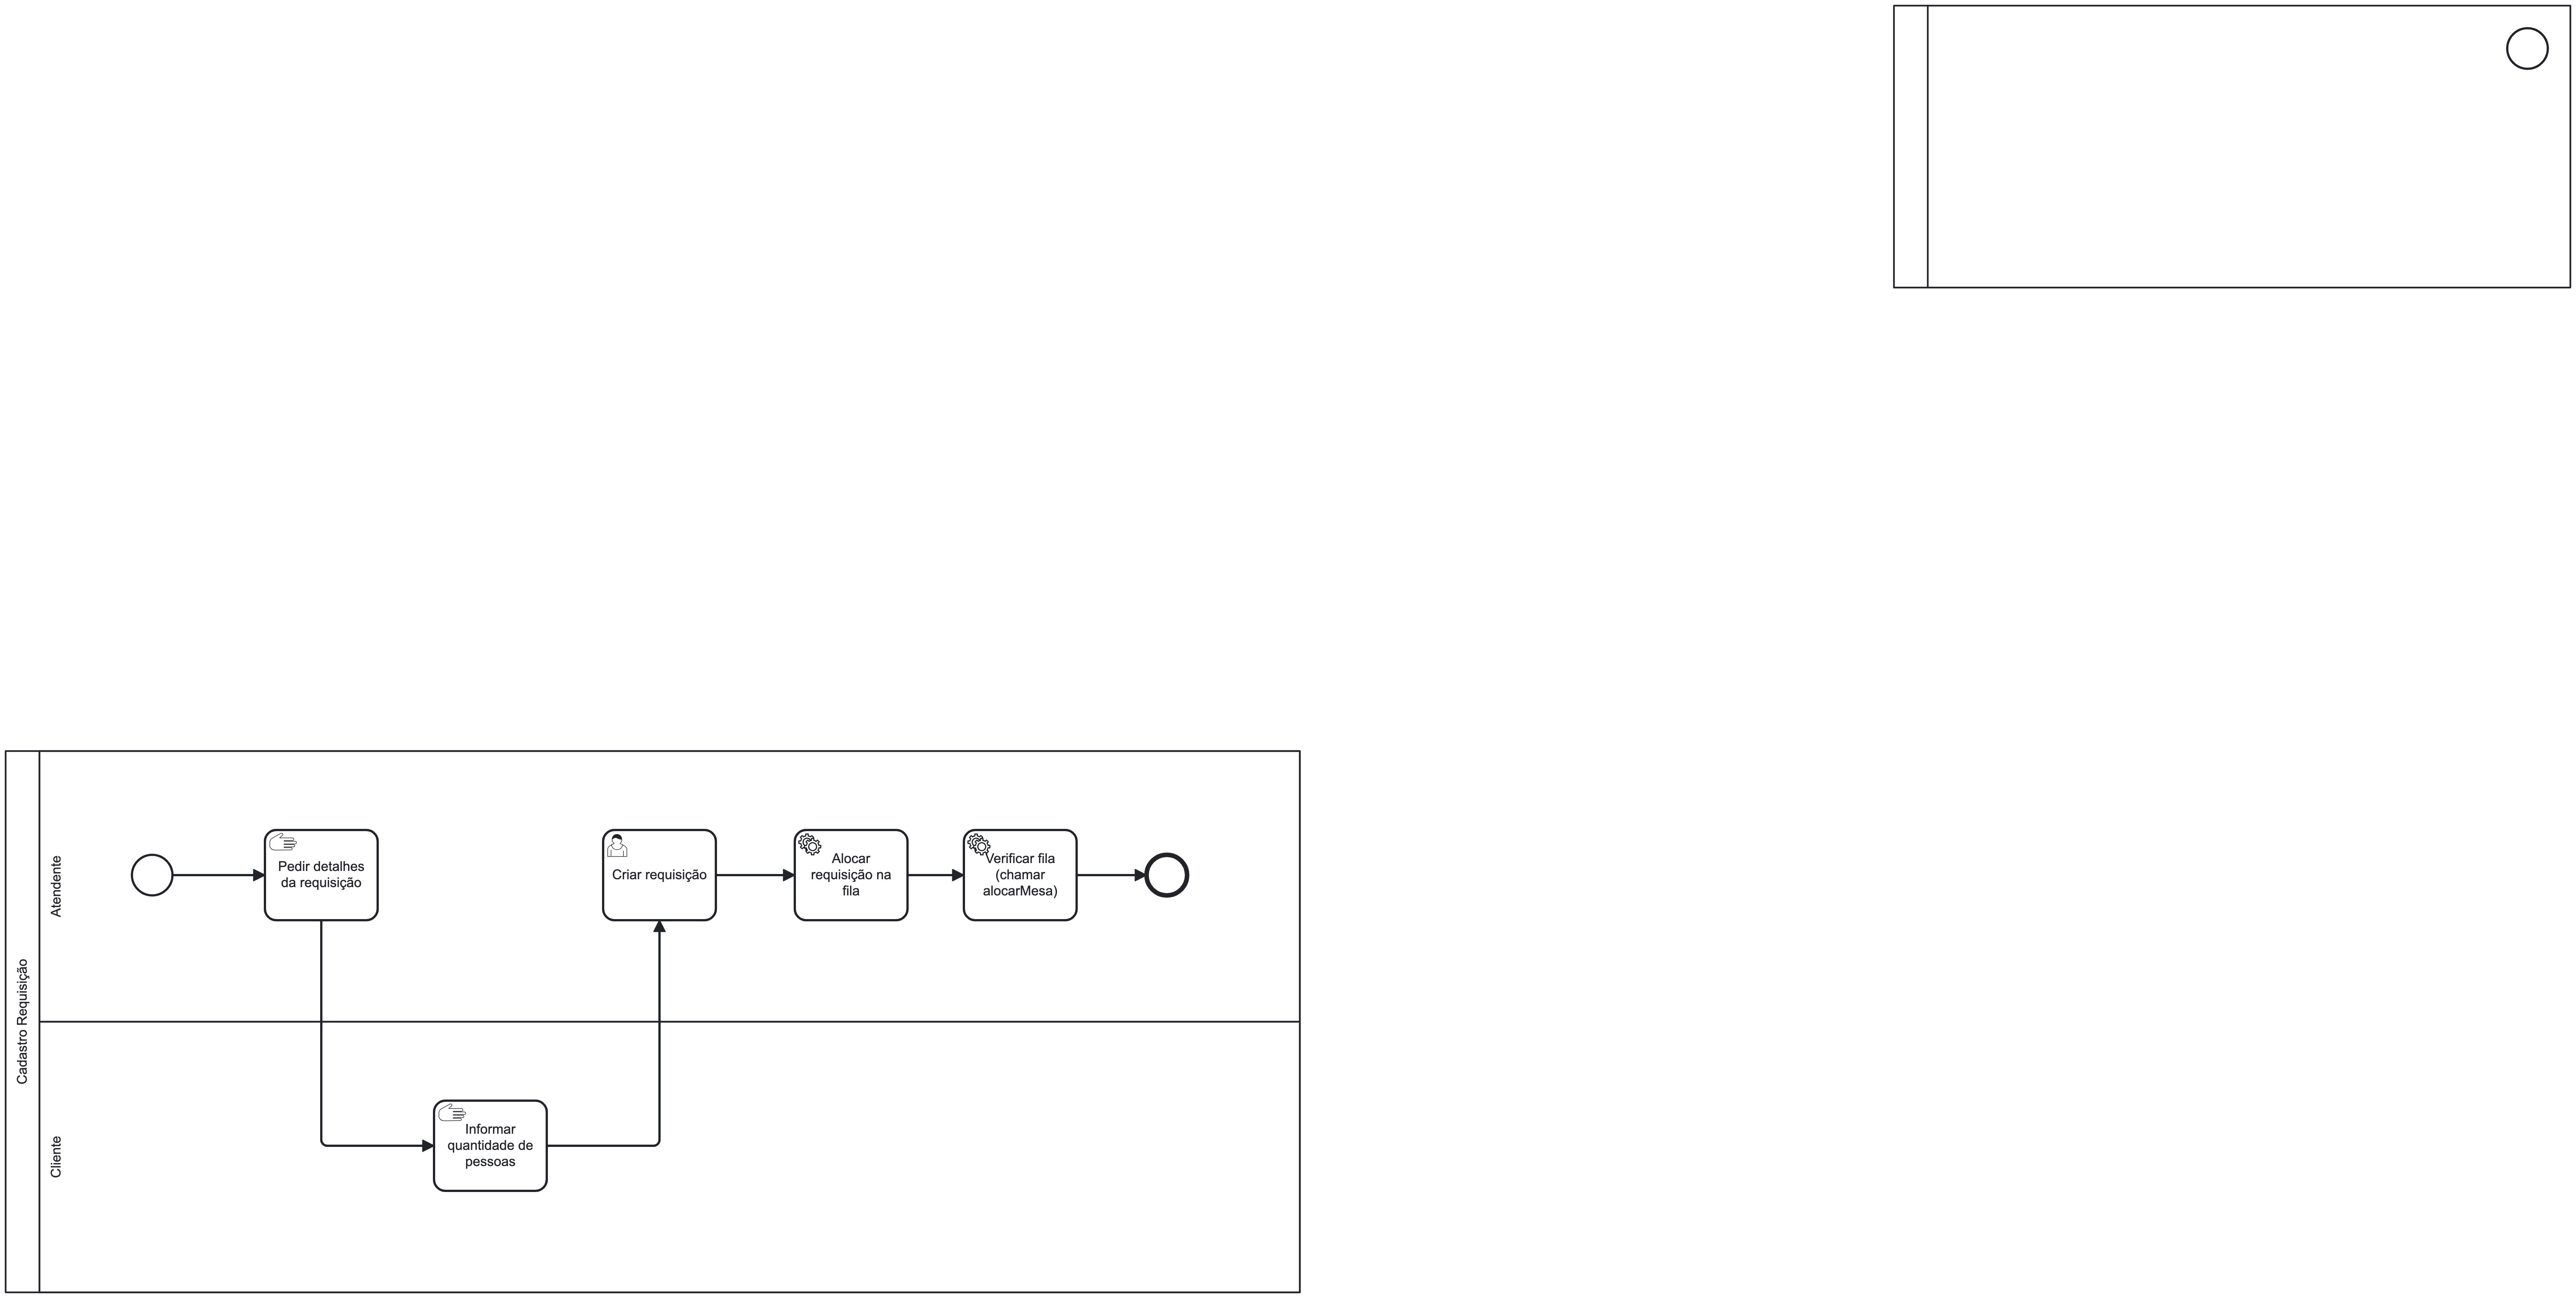 Cadastro Requisição
Atendente
Pedir detalhes
da requisição
Criar requisição
Alocar
requisição na
fila
Verificar fila
(chamar
alocarMesa)
Cliente
Informar
quantidade de
pessoas